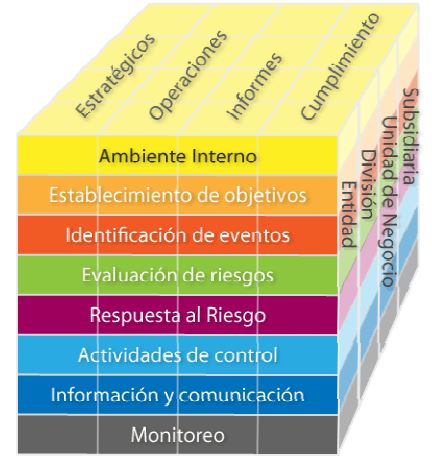 Estratégicos
Operaciones
Informes
Cumplimiento
Ambiente Interno
Establecimiento de objetivos
Identificación de eventos
Evaluación de riesgos
Respuesta al Riesgo
Actividades de control
Información y comunicación
Monitoreo
Entidad
División
Unidad de Negocio
Subsidiaria